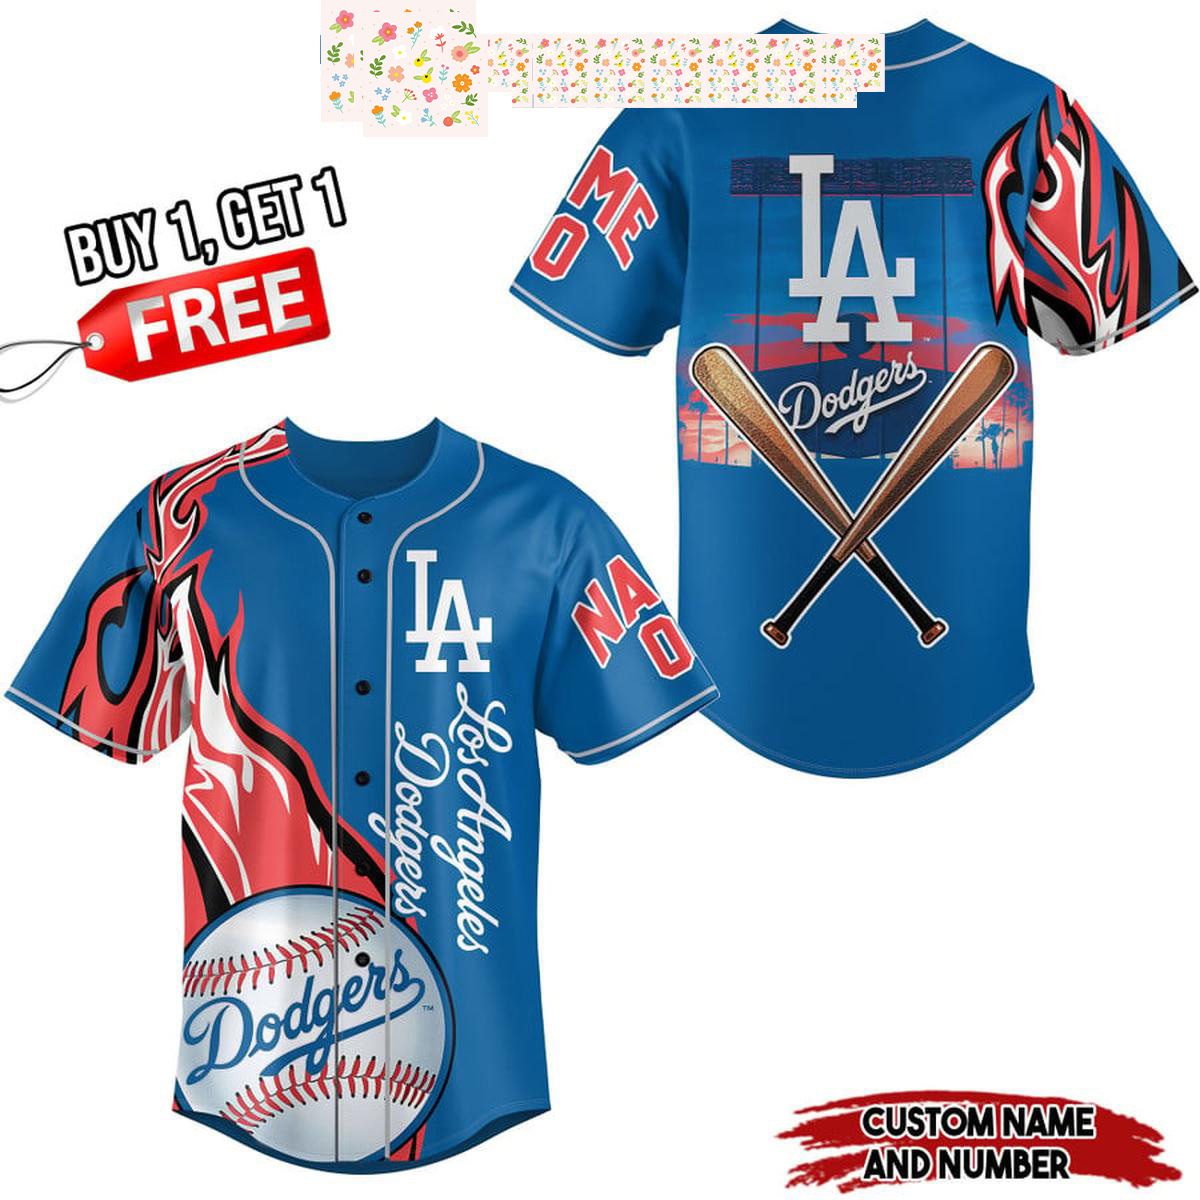 BUY 1, GET 1
FREE
LA
Dodgers
ME
0
LA
Los Angeles
Dodgers
NA
0
Dodgers
TM
CUSTOM NAME
AND NUMBER